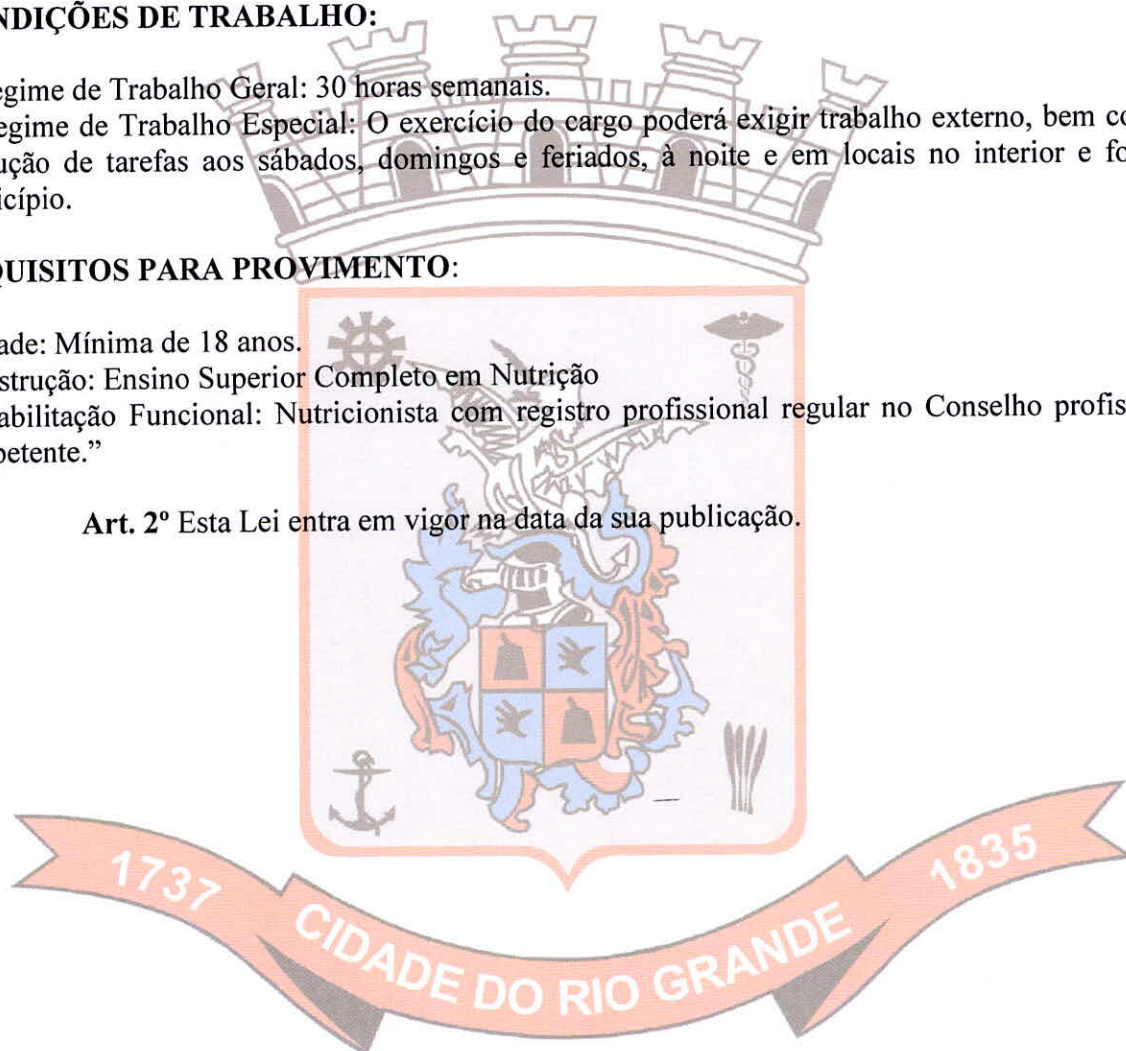 NDIÇÕES DE TRABALHO:
egime de Trabalho Geral: 30 horas semanais.
egime de Trabalho Especial: O exercício do cargo poderá exigir trabalho externo, bem co
ução de tarefas aos sábados, domingos e feriados, à noite e em locais no interior e fo
icípio.
QUISITOS PARA PROVIMENTO:
ade: Mínima de 18 anos.
strução: Ensino Superior Completo em Nutrição
abilitação Funcional: Nutricionista com registro profissional regular no Conselho profis
petente.”
Art. 2º Esta Lei entra em vigor na data da sua publicação.
1737 CIDADE DO RIO GRANDE 1835